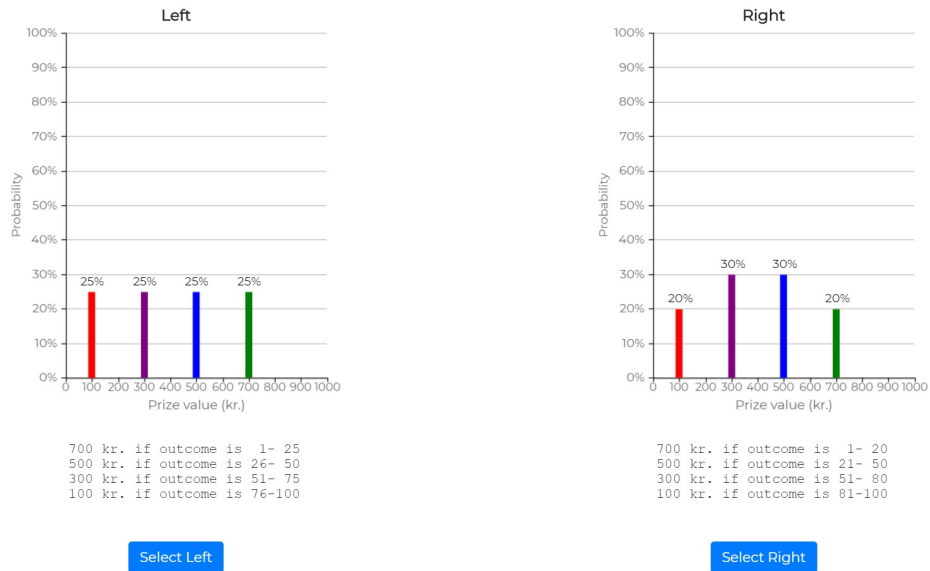 Left
100%
90%
80%
70%
60%
50%
40%
30%
20%
10%
0%
Probability
25% 25% 25% 25%
0 100 200 300 400 500 600 700 800 900 1000
Prize value (kr.)
700 kr. if outcome is 1- 25
500 kr. if outcome is 26- 50
300 kr. if outcome is 51- 75
100 kr. if outcome is 76-100
Select Left
Right
100%
90%
80%
70%
60%
50%
40%
30%
20%
10%
0%
Probability
20% 30% 30% 20%
0 100 200 300 400 500 600 700 800 900 1000
Prize value (kr.)
700 kr. if outcome is 1- 20
500 kr. if outcome is 21- 50
300 kr. if outcome is 51- 80
100 kr. if outcome is 81-100
Select Right